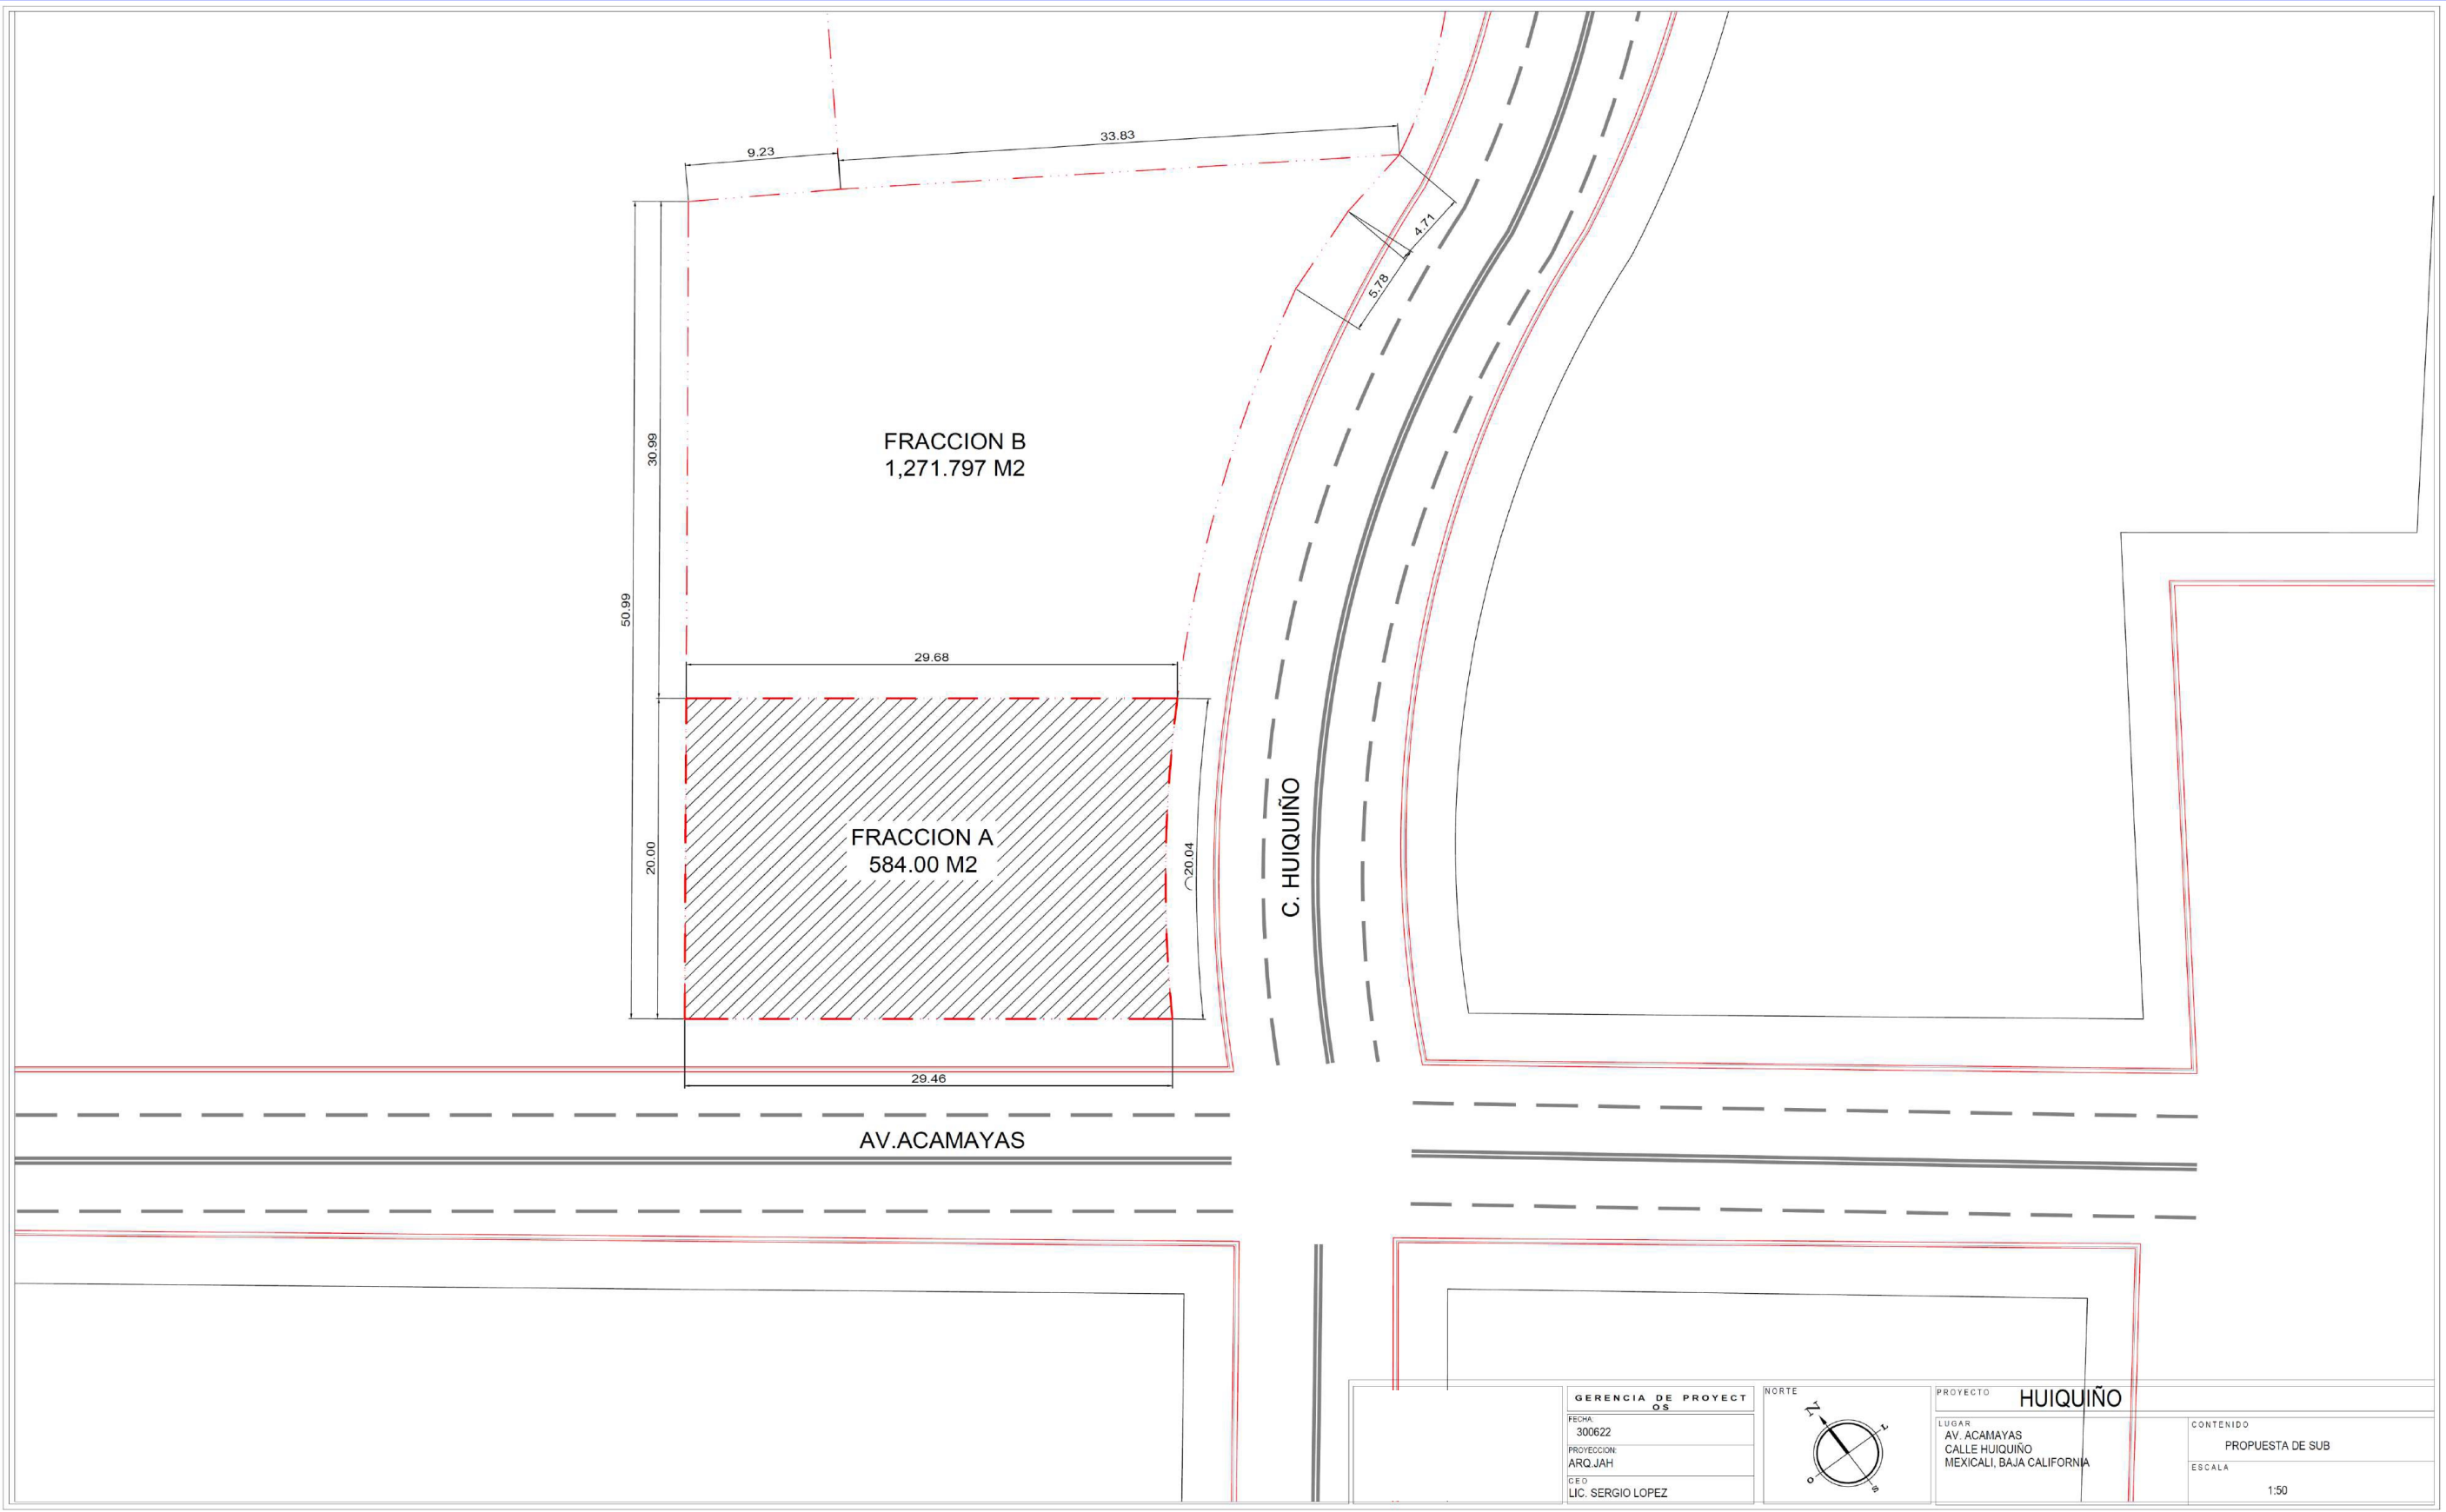 9.23
33.83
4.71
5.78
30.99
50.99
FRACCION B
1,271.797 M2
29.68
20.00
FRACCION A
584.00 M2
⌒20.04
C. HUIQUIÑO
29.46
AV.ACAMAYAS
GERENCIA DE PROYECT
OS
FECHA:
300622
PROYECCION:
ARQ.JAH
CEO
LIC. SERGIO LOPEZ
NORTE
N
L
O
S
PROYECTO
HUIQUIÑO
LUGAR
AV. ACAMAYAS
CALLE HUIQUIÑO
MEXICALI, BAJA CALIFORNIA
CONTENIDO
PROPUESTA DE SUB
ESCALA
1:50